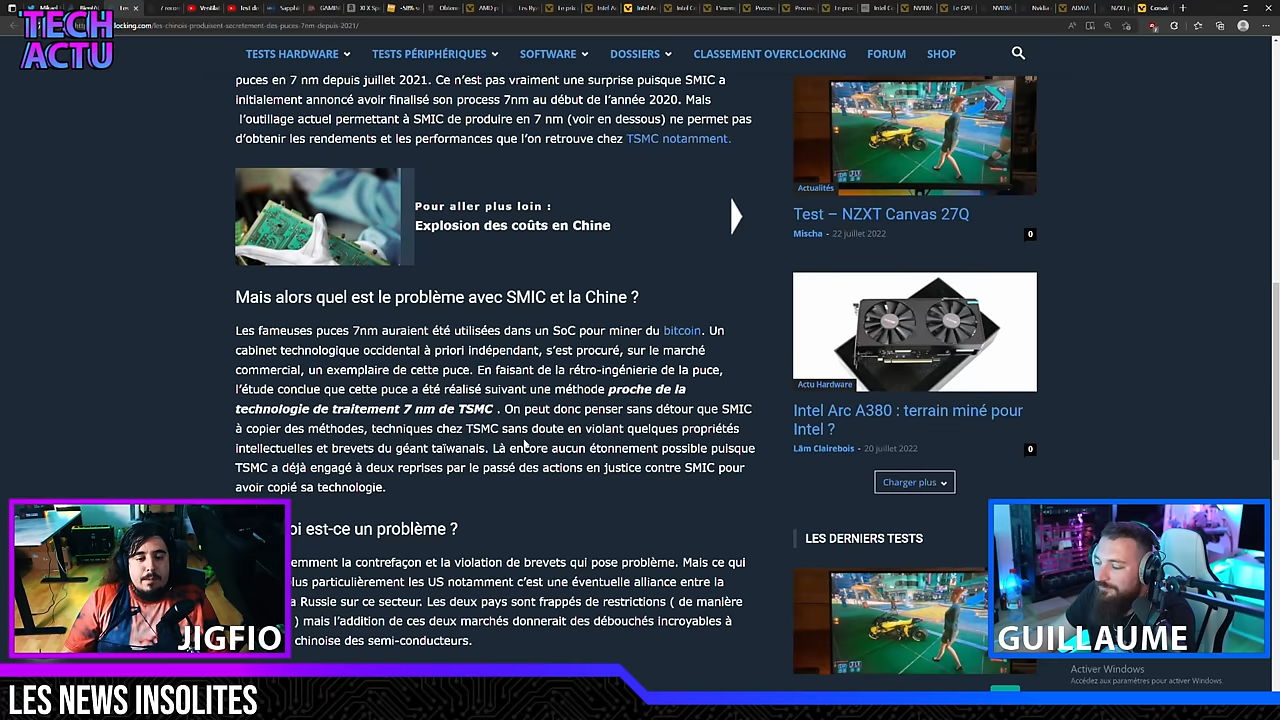 TECH
ACTU
locking.com/les-chinois-produisent-secretement-des-puces-7nm-depuis-2021/
TESTS HARDWARE
TESTS PÉRIPHÉRIQUES
SOFTWARE
DOSSIERS
CLASSEMENT OVERCLOCKING
FORUM
SHOP
puces en 7 nm depuis juillet 2021. Ce n'est pas vraiment une surprise puisque SMIC a
initialement annoncé avoir finalisé son process 7nm au début de l'année 2020. Mais
l'outillage actuel permettant à SMIC de produire en 7 nm (voir en dessous) ne permet pas
d'obtenir les rendements et les performances que l'on retrouve chez TSMC notamment.
Pour aller plus loin :
Explosion des coûts en Chine
Mais alors quel est le problème avec SMIC et la Chine ?
Les fameuses puces 7nm auraient été utilisées dans un SoC pour miner du bitcoin. Un
cabinet technologique occidental à priori indépendant, s'est procuré, sur le marché
commercial, un exemplaire de cette puce. En faisant de la rétro-ingénierie de la puce,
l'étude conclue que cette puce a été réalisé suivant une méthode proche de la
technologie de traitement 7 nm de TSMC . On peut donc penser sans détour que SMIC
à copier des méthodes, techniques chez TSMC sans doute en violant quelques propriétés
intellectuelles et brevets du géant taïwanais. Là encore aucun étonnement possible puisque
TSMC a déjà engagé à deux reprises par le passé des actions en justice contre SMIC pour
avoir copié sa technologie.
oi est-ce un problème ?
emment la contrefaçon et la violation de brevets qui pose problème. Mais ce qui
lus particulièrement les US notamment c'est une éventuelle alliance entre la
a Russie sur ce secteur. Les deux pays sont frappés de restrictions ( de manière
) mais l'addition de ces deux marchés donnerait des débouchés incroyables à
chinoise des semi-conducteurs.
Actualités
Test – NZXT Canvas 27Q
Mischa - 22 juillet 2022
0
Actu Hardware
Intel Arc A380 : terrain miné pour
Intel ?
Lâm Clairebois - 20 juillet 2022
0
Charger plus
LES DERNIERS TESTS
JIGFIO
GUILLAUME
Activer Windows
Accédez aux paramètres pour activer Windows.
LES NEWS INSOLITES